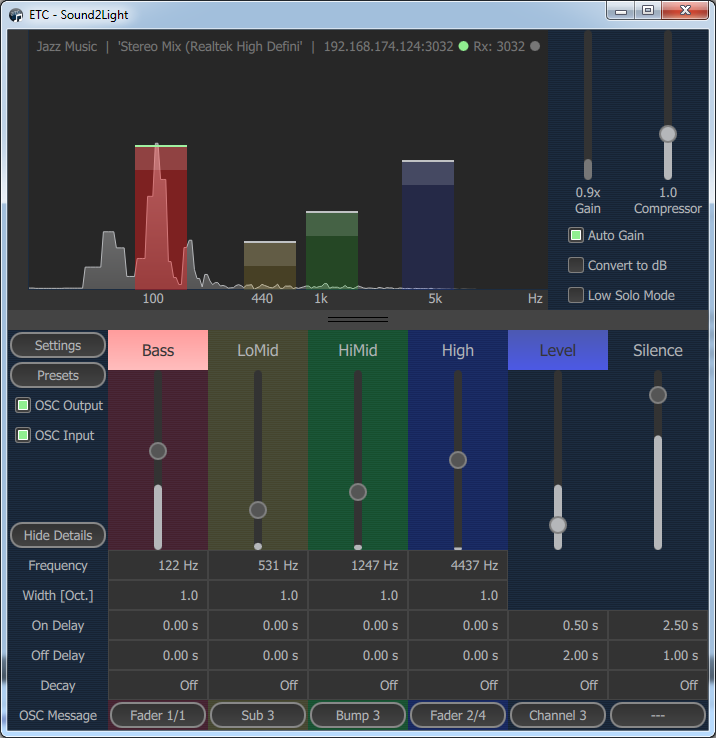 ETC - Sound2Light
Jazz Music | 'Stereo Mix (Realtek High Defini' | 192.168.174.124:3032 Rx: 3032
100 440 1k 5k Hz
0.9x 1.0
Gain Compressor
Auto Gain
Convert to dB
Low Solo Mode
Settings Bass LoMid HiMid High Level Silence
Presets
OSC Output
OSC Input
Hide Details
Frequency 122 Hz 531 Hz 1247 Hz 4437 Hz
Width [Oct.] 1.0 1.0 1.0 1.0
On Delay 0.00 s 0.00 s 0.00 s 0.00 s 0.50 s 2.50 s
Off Delay 0.00 s 0.00 s 0.00 s 0.00 s 2.00 s 1.00 s
Decay Off Off Off Off Off Off
OSC Message Fader 1/1 Sub 3 Bump 3 Fader 2/4 Channel 3 ---